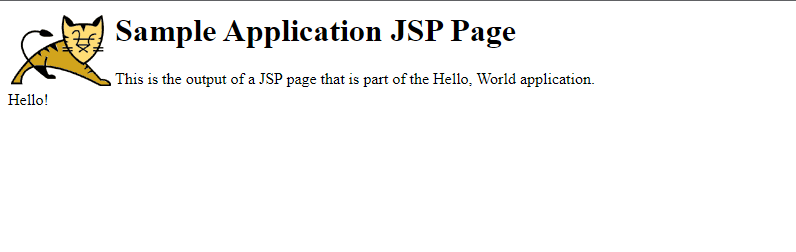 Sample Application JSP Page
This is the output of a JSP page that is part of the Hello, World application.
Hello!